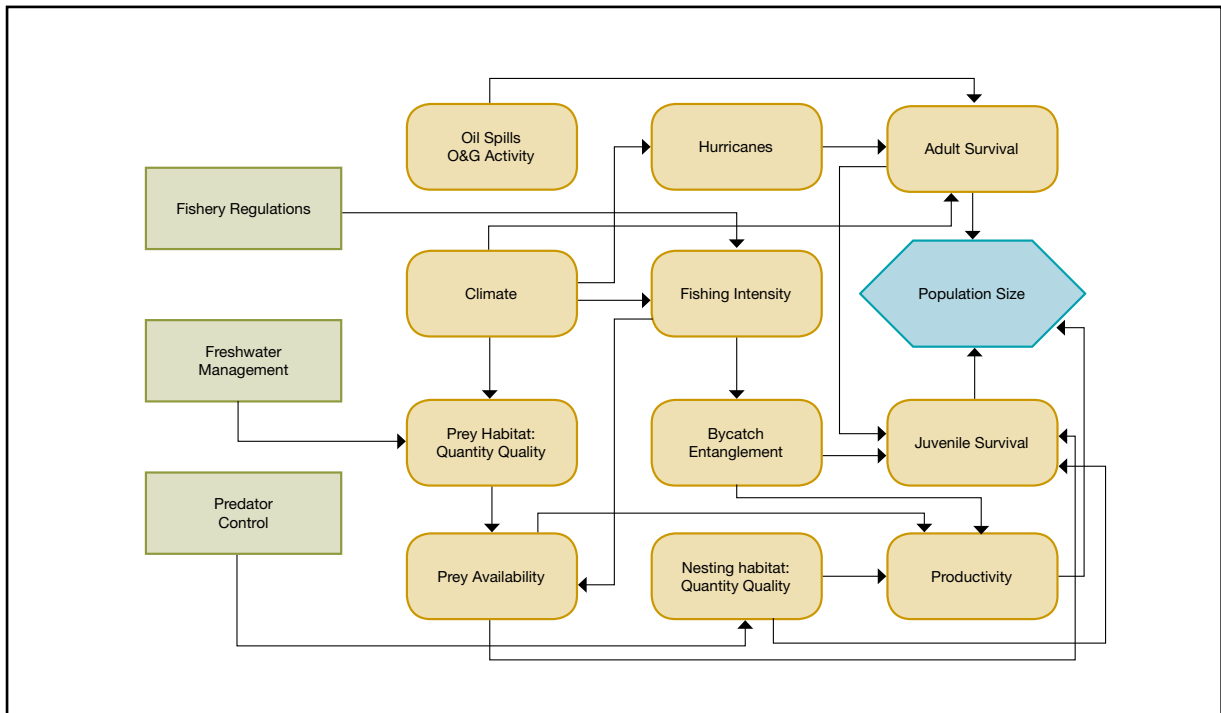 Oil Spills
O&G Activity
Hurricanes
Adult Survival
Fishery Regulations
Climate
Fishing Intensity
Population Size
Freshwater
Management
Prey Habitat:
Quantity Quality
Bycatch
Entanglement
Juvenile Survival
Predator
Control
Prey Availability
Nesting habitat:
Quantity Quality
Productivity